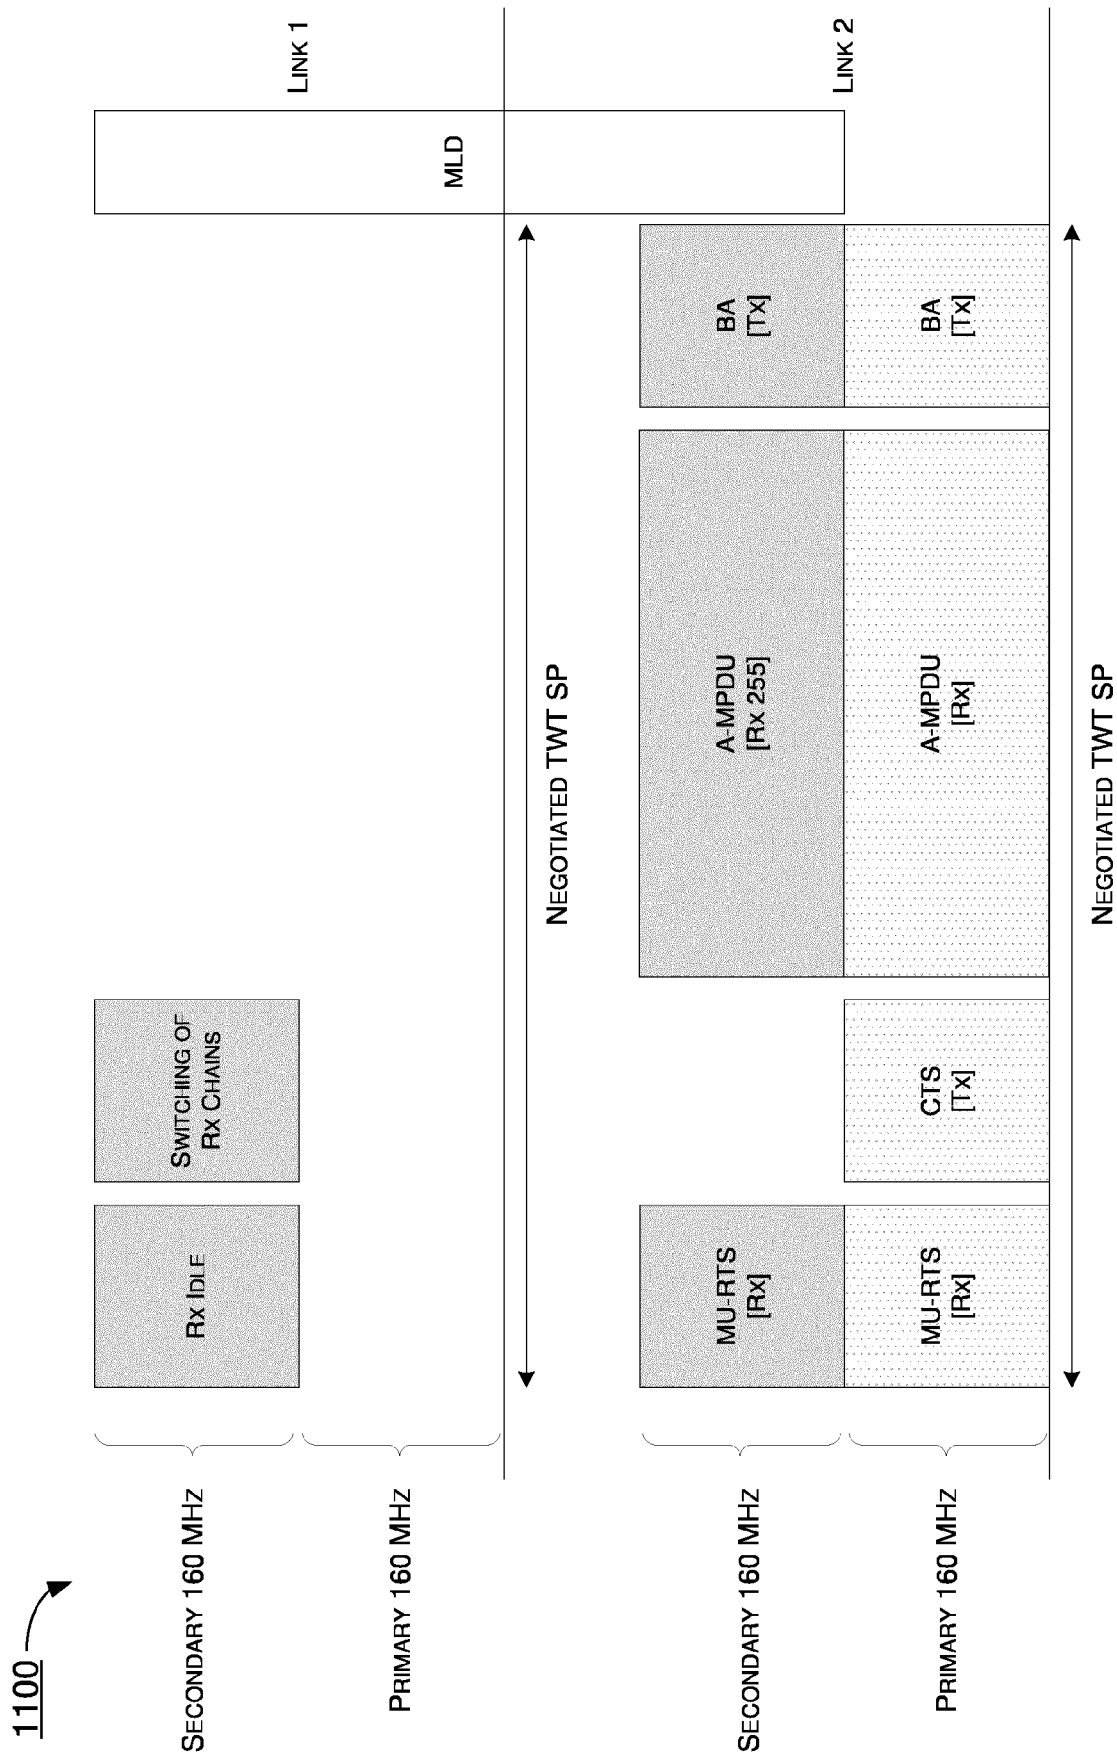 1100
SECONDARY 160 MHZ
PRIMARY 160 MHZ
RX IDLE
SWITCHING OF
RX CHAINS
NEGOTIATED TWT SP
MLD
LINK 1
SECONDARY 160 MHZ
PRIMARY 160 MHZ
MU-RTS
[Rx]
MU-RTS
[Rx]
CTS
[Tx]
A-MPDU
[Rx 255]
A-MPDU
[Rx]
BA
[Tx]
BA
[Tx]
LINK 2
NEGOTIATED TWT SP